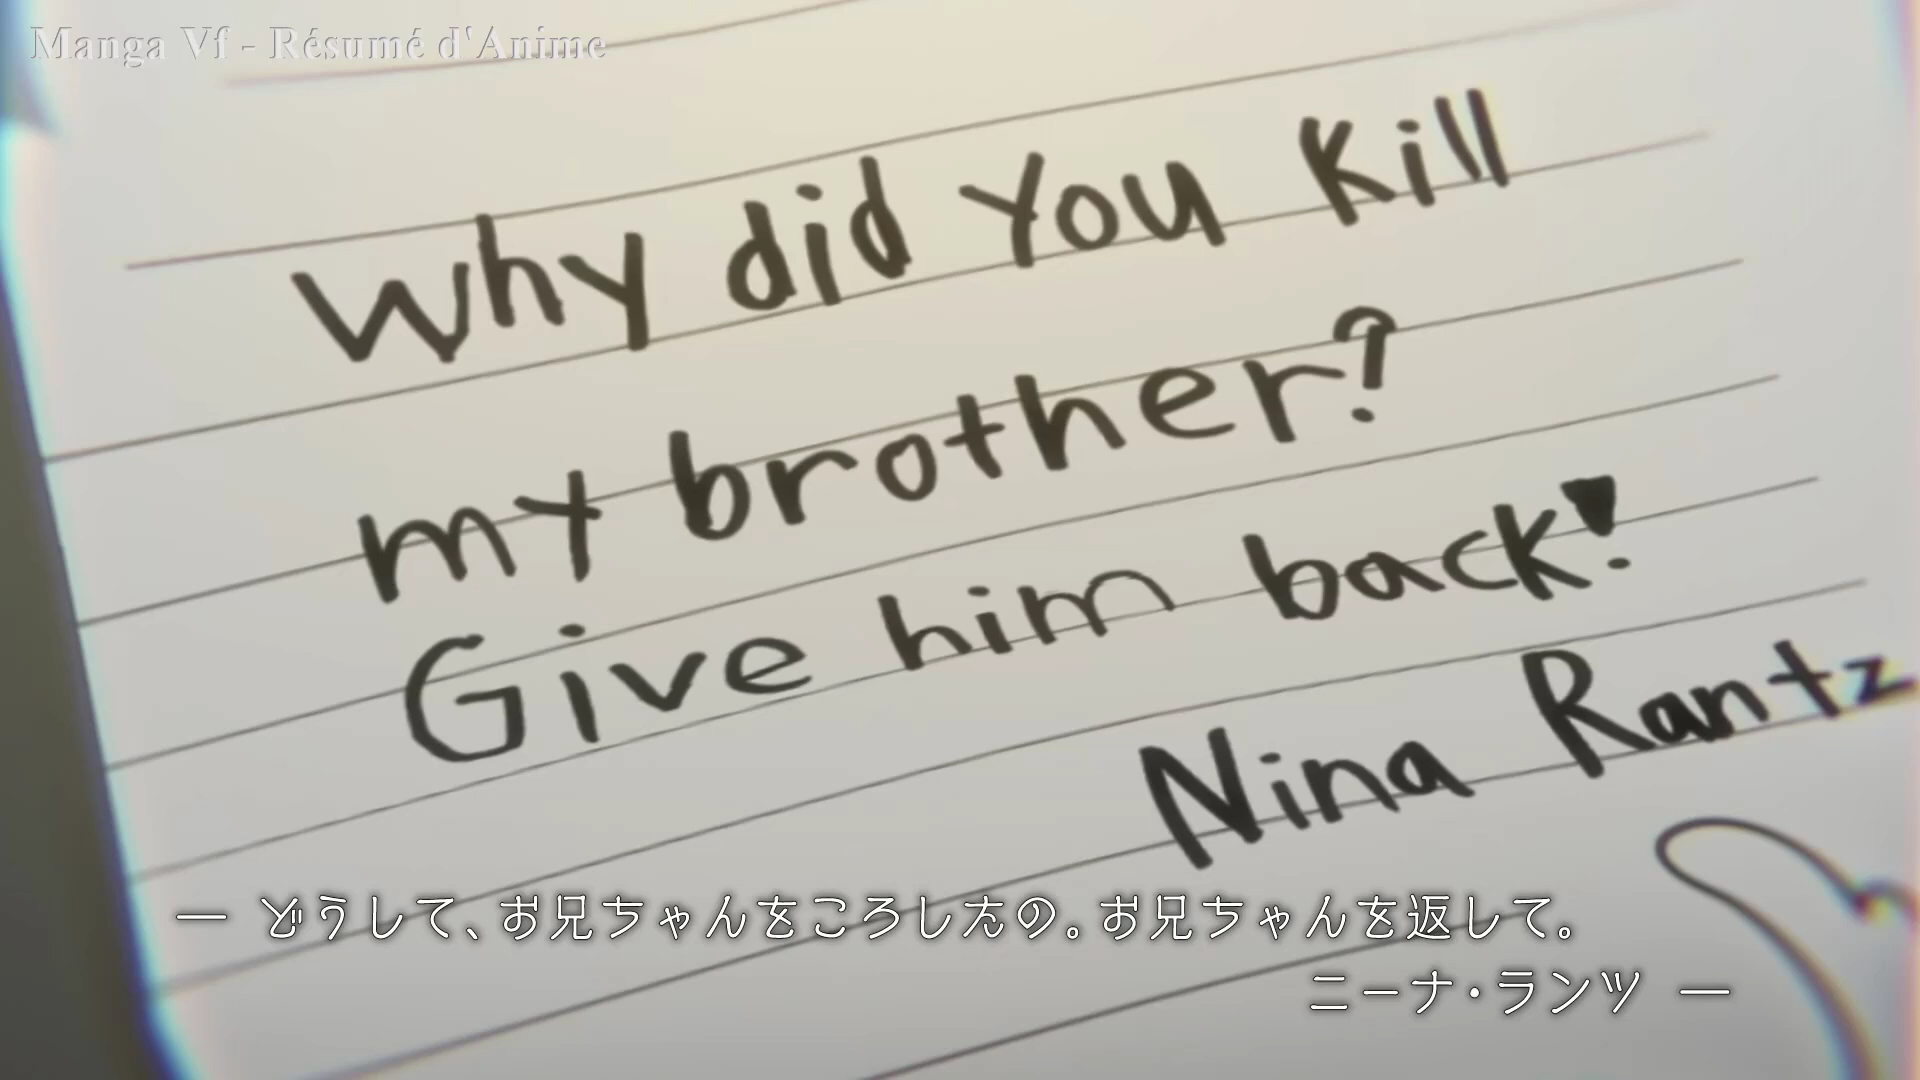 Manga Vf - Résumé d'Anime
Why did you kill
my brother?
Give him back!
Nina Rantz
― どうして、お兄ちゃんをころしたの。お兄ちゃんを返して。
ニーナ・ランツ ―